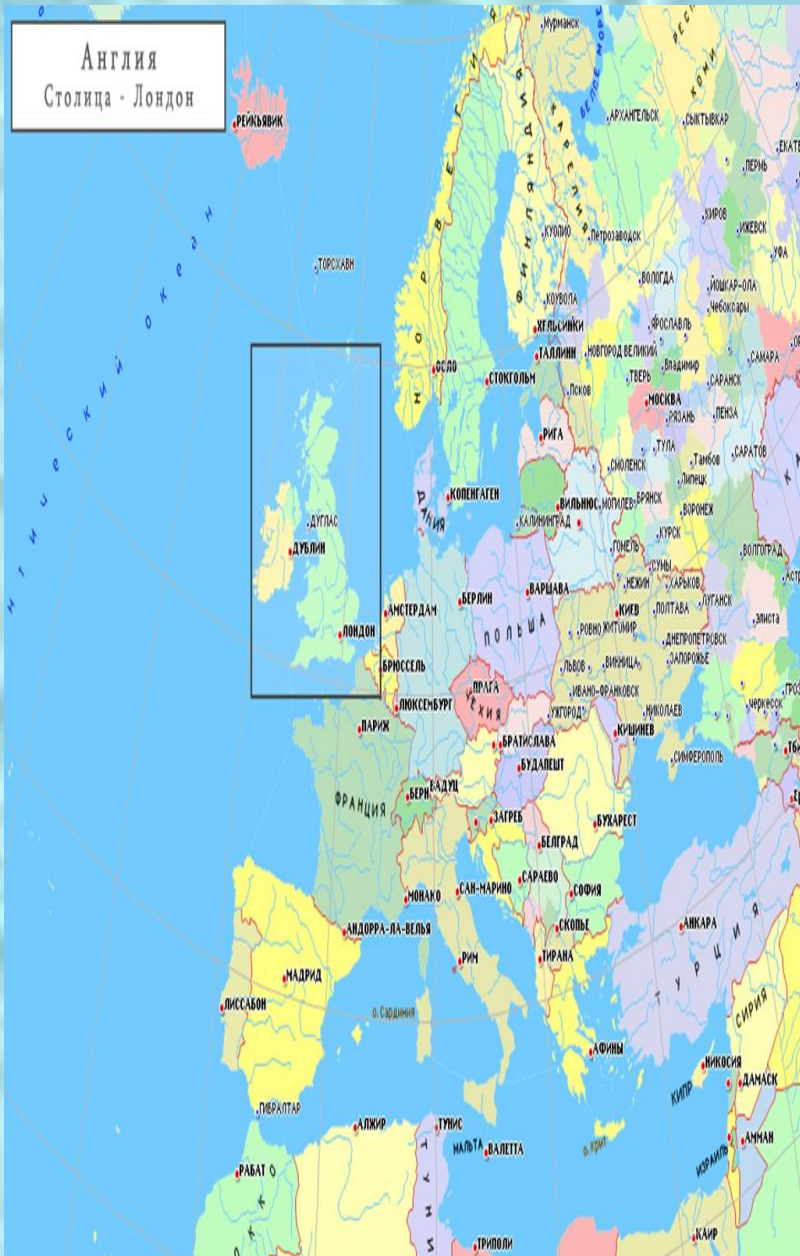 Англия
Столица - Лондон
Мурманск
БЕЛОЕ МОРЕ
КОМИ
РЕЙКЬЯВИК
АРХАНГЕЛЬСК
СЫКТЫВКАР
КАРЕЛИЯ
ПЕРМЬ
НОРВЕГИЯ
ФИНЛЯНДИЯ
КИРОВ
ИЖЕВСК
КУОПИО
Петрозаводск
УФА
ТОРСХАВН
ВОЛОГДА
ЙОШКАР-ОЛА
Чебоксары
КОУВОЛА
ХЕЛЬСИНКИ
ЯРОСЛАВЛЬ
ТАЛЛИНН
НОВГОРОД ВЕЛИКИЙ
САМАРА
ОСЛО
СТОКГОЛЬМ
Владимир
ТВЕРЬ
САРАНСК
Псков
МОСКВА
РЯЗАНЬ
ПЕНЗА
РИГА
ТУЛА
Тамбов
САРАТОВ
СМОЛЕНСК
Липецк
КОПЕНГАГЕН
ДАНИЯ
ВИЛЬНЮС
МОГИЛЕВ
БРЯНСК
ВОРОНЕЖ
КАЛИНИНГРАД
ДУГЛАС
КУРСК
ДУБЛИН
ГОМЕЛЬ
ВОЛГОГРАД
СУМЫ
НЕЖИН
ХАРЬКОВ
БЕРЛИН
ВАРШАВА
АМСТЕРДАМ
КИЕВ
ПОЛТАВА
ЛУГАНСК
ЭЛИСТА
ПОЛЬША
РОВНО
ЖИТОМИР
ДНЕПРОПЕТРОВСК
ЛОНДОН
ЗАПОРОЖЬЕ
БРЮССЕЛЬ
ЛЬВОВ
ВИННИЦА
ПРАГА
ЧЕХИЯ
ИВАНО-ФРАНКОВСК
ЛЮКСЕМБУРГ
УЖГОРОД
НИКОЛАЕВ
Черкесск
ПАРИЖ
КИШИНЕВ
БРАТИСЛАВА
СИМФЕРОПОЛЬ
БУДАПЕШТ
БЕРН
ВАДУЦ
ФРАНЦИЯ
ЗАГРЕБ
БУХАРЕСТ
БЕЛГРАД
САРАЕВО
МОНАКО
САН-МАРИНО
СОФИЯ
АНДОРРА-ЛА-ВЕЛЬЯ
СКОПЬЕ
АНКАРА
ТУРЦИЯ
РИМ
ТИРАНА
МАДРИД
ЛИССАБОН
о.Сардиния
СИРИЯ
АФИНЫ
НИКОСИЯ
КИПР
ДАМАСК
ГИБРАЛТАР
АЛЖИР
ТУНИС
МАЛЬТА
ВАЛЕТТА
о.Крит
АММАН
ИЗРАИЛЬ
РАБАТ
ТРИПОЛИ
КАИР